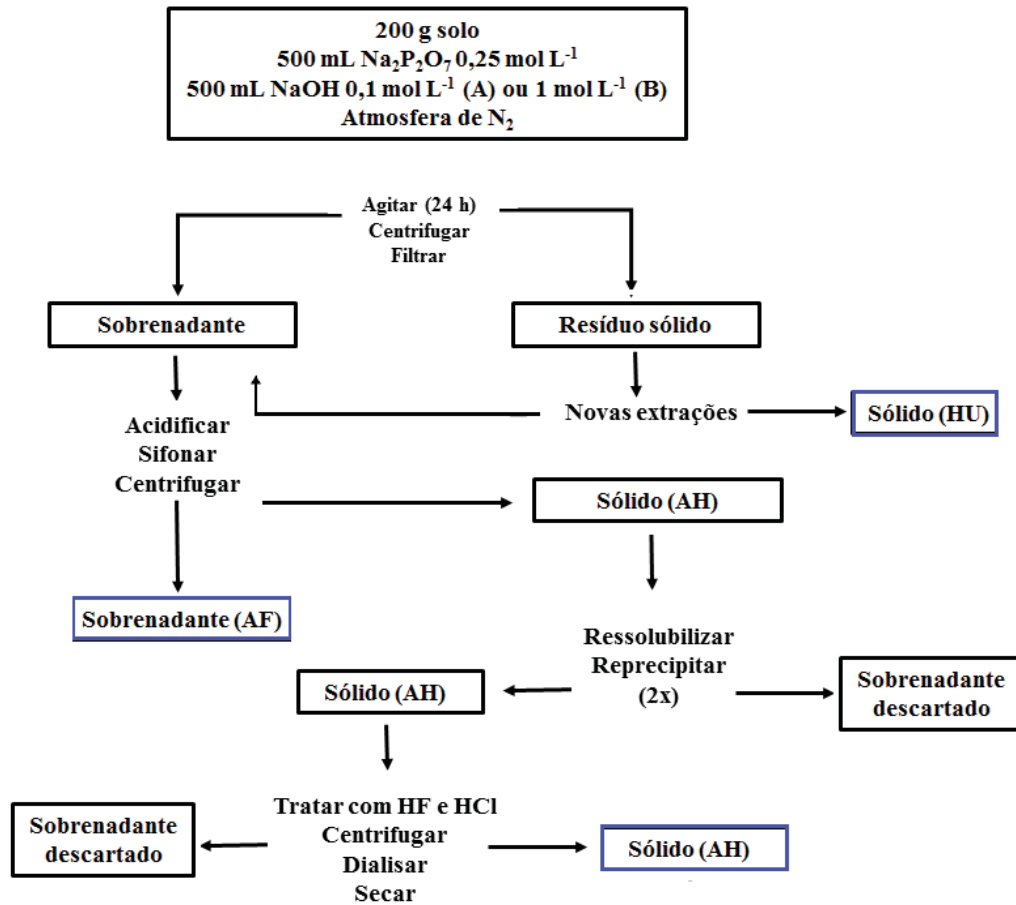 200 g solo
500 mL Na₂P₂O₇ 0,25 mol L⁻¹
500 mL NaOH 0,1 mol L⁻¹ (A) ou 1 mol L⁻¹ (B)
Atmosfera de N₂
Agitar (24 h)
Centrifugar
Filtrar
Sobrenadante
Resíduo sólido
Acidificar
Sifonar
Centrifugar
Novas extrações
Sólido (HU)
Sólido (AH)
Sobrenadante (AF)
Ressolubilizar
Reprecipitar
(2x)
Sólido (AH)
Sobrenadante
descartado
Tratar com HF e HCl
Centrifugar
Dialisar
Secar
Sobrenadante
descartado
Sólido (AH)